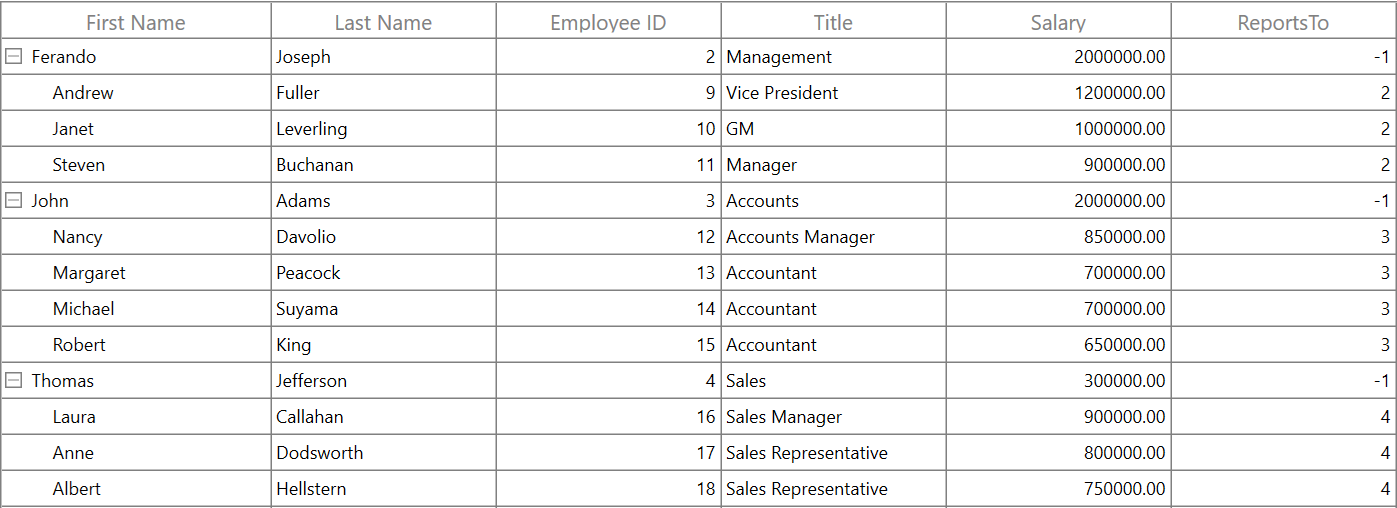 First Name Last Name Employee ID Title Salary ReportsTo
Ferando Joseph 2 Management 2000000.00 -1
Andrew Fuller 9 Vice President 1200000.00 2
Janet Leverling 10 GM 1000000.00 2
Steven Buchanan 11 Manager 900000.00 2
John Adams 3 Accounts 2000000.00 -1
Nancy Davolio 12 Accounts Manager 850000.00 3
Margaret Peacock 13 Accountant 700000.00 3
Michael Suyama 14 Accountant 700000.00 3
Robert King 15 Accountant 650000.00 3
Thomas Jefferson 4 Sales 300000.00 -1
Laura Callahan 16 Sales Manager 900000.00 4
Anne Dodsworth 17 Sales Representative 800000.00 4
Albert Hellstern 18 Sales Representative 750000.00 4